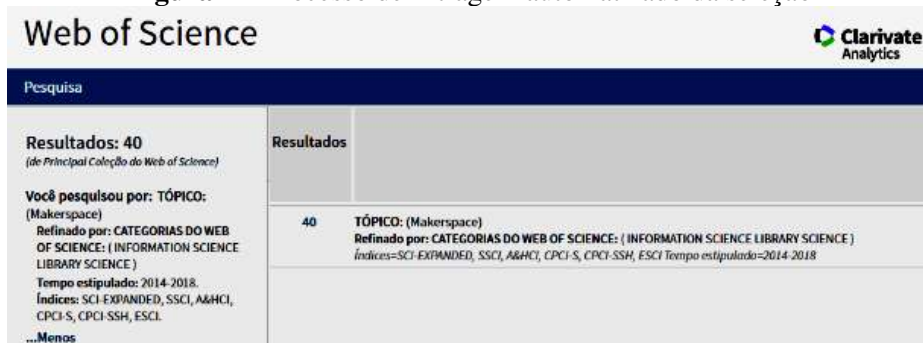 Web of Science
Clarivate
Analytics
Pesquisa
Resultados: 40
(de Principal Coleção do Web of Science)
Você pesquisou por: TÓPICO:
(Makerspace)
Refinado por: CATEGORIAS DO WEB
OF SCIENCE: ( INFORMATION SCIENCE
LIBRARY SCIENCE )
Tempo estipulado: 2014-2018.
Índices: SCI-EXPANDED, SSCI, A&HCI,
CPCI-S, CPCI-SSH, ESCI.
...Menos
Resultados
40
TÓPICO: (Makerspace)
Refinado por: CATEGORIAS DO WEB OF SCIENCE: ( INFORMATION SCIENCE LIBRARY SCIENCE )
Índices=SCI-EXPANDED, SSCI, A&HCI, CPCI-S, CPCI-SSH, ESCI Tempo estipulado=2014-2018